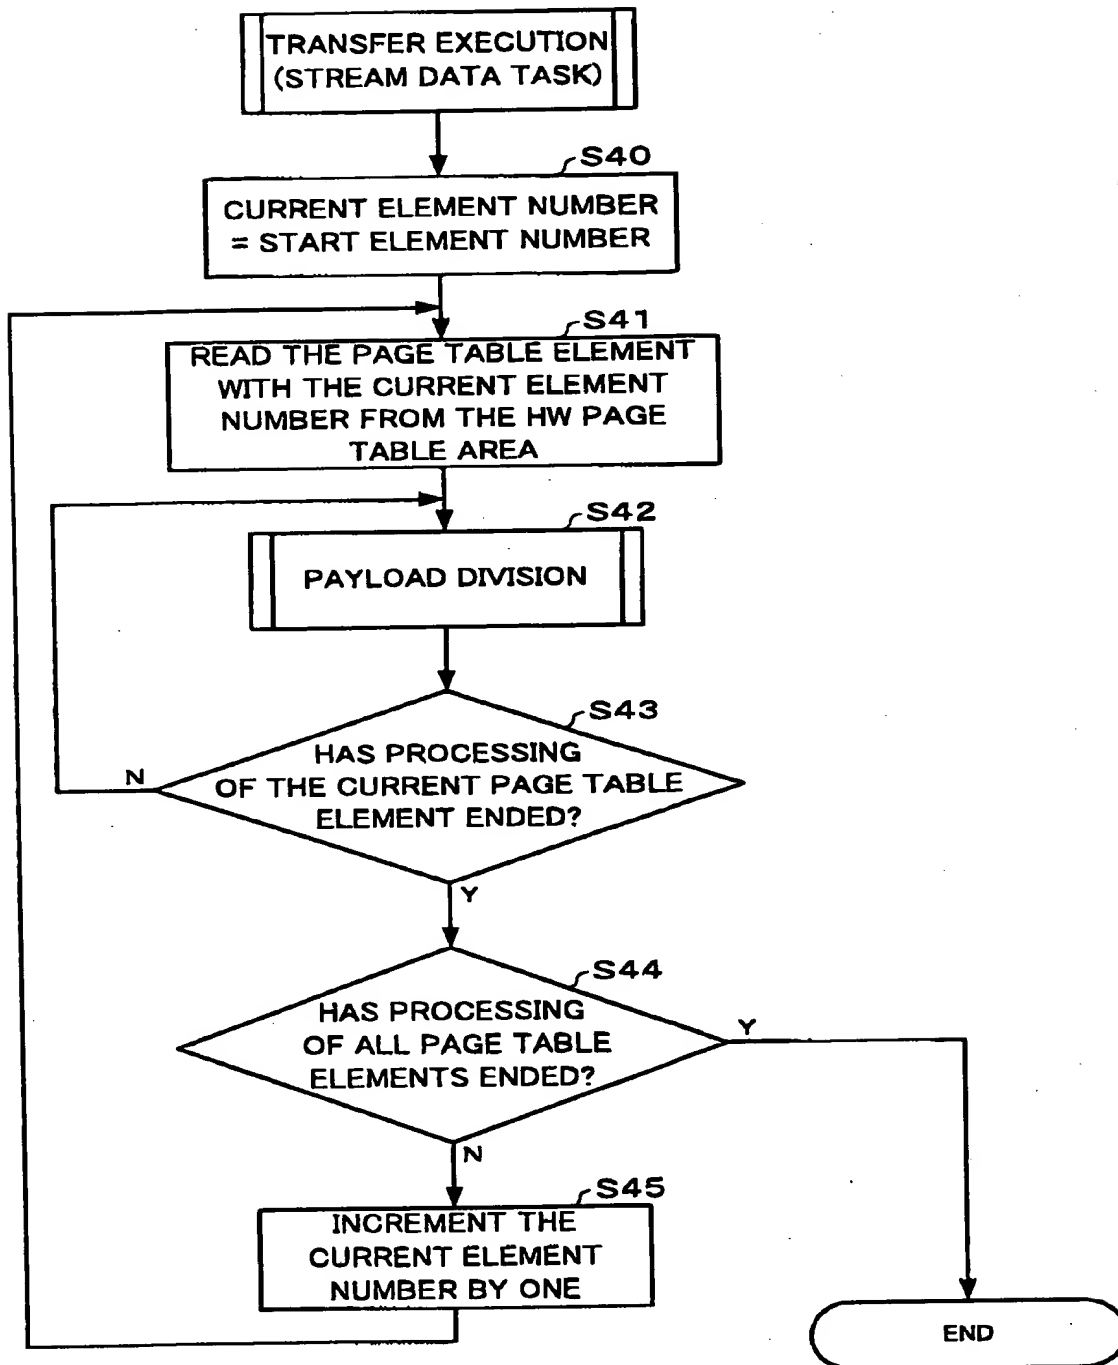 TRANSFER EXECUTION
(STREAM DATA TASK)
S40
CURRENT ELEMENT NUMBER
= START ELEMENT NUMBER
S41
READ THE PAGE TABLE ELEMENT
WITH THE CURRENT ELEMENT
NUMBER FROM THE HW PAGE
TABLE AREA
S42
PAYLOAD DIVISION
S43
HAS PROCESSING
OF THE CURRENT PAGE TABLE
ELEMENT ENDED?
N
Y
S44
HAS PROCESSING
OF ALL PAGE TABLE
ELEMENTS ENDED?
Y
N
S45
INCREMENT THE
CURRENT ELEMENT
NUMBER BY ONE
END